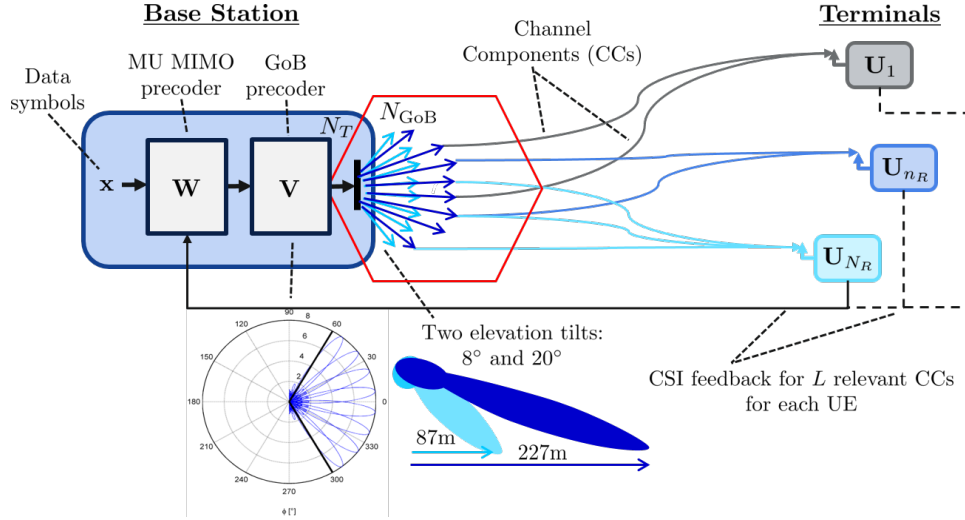 Base Station
Terminals
Data
symbols
MU MIMO
precoder
GoB
precoder
Channel
Components (CCs)
N_T
N_GoB
x
W
V
U_1
U_{n_R}
U_{N_R}
Two elevation tilts:
8° and 20°
CSI feedback for L relevant CCs
for each UE
87m
227m
90
120
60
150
30
180
0
210
330
240
300
270
8
6
4
2
ϕ [°]